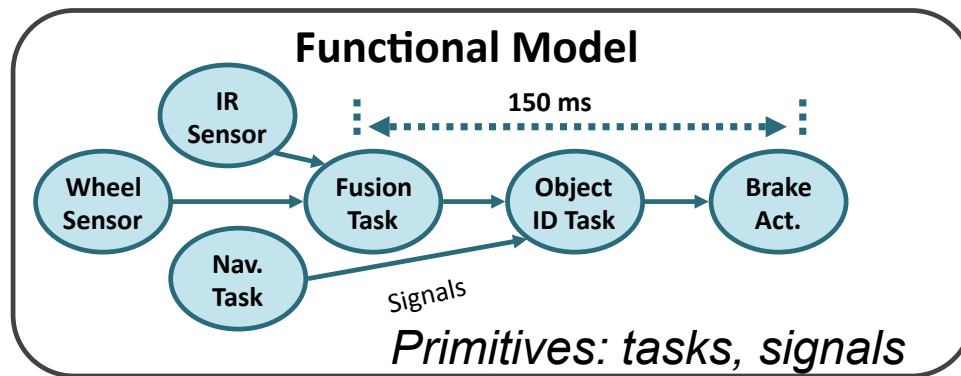 Functional Model
IR
Sensor
150 ms
Wheel
Sensor
Fusion
Task
Object
ID Task
Brake
Act.
Nav.
Task
Signals
Primitives: tasks, signals